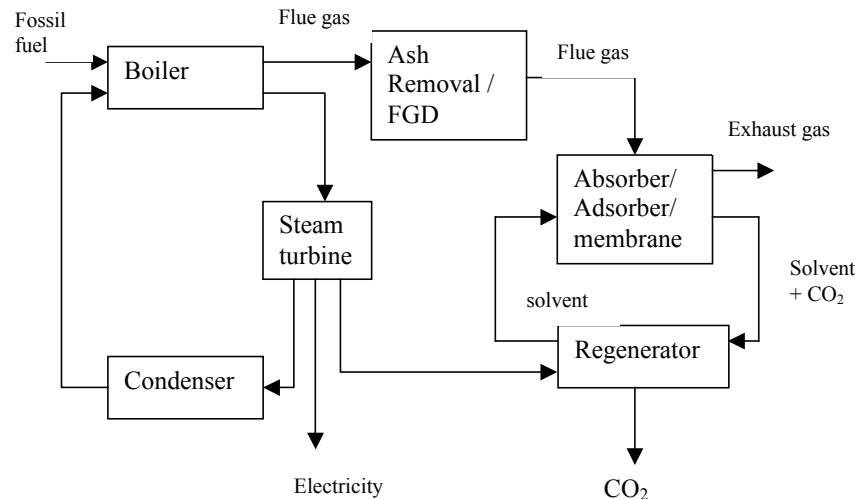 Fossil
fuel
Flue gas
Boiler
Ash
Removal /
FGD
Flue gas
Exhaust gas
Absorber/
Adsorber/
membrane
Steam
turbine
Solvent
+ CO₂
solvent
Regenerator
Condenser
Electricity
CO₂